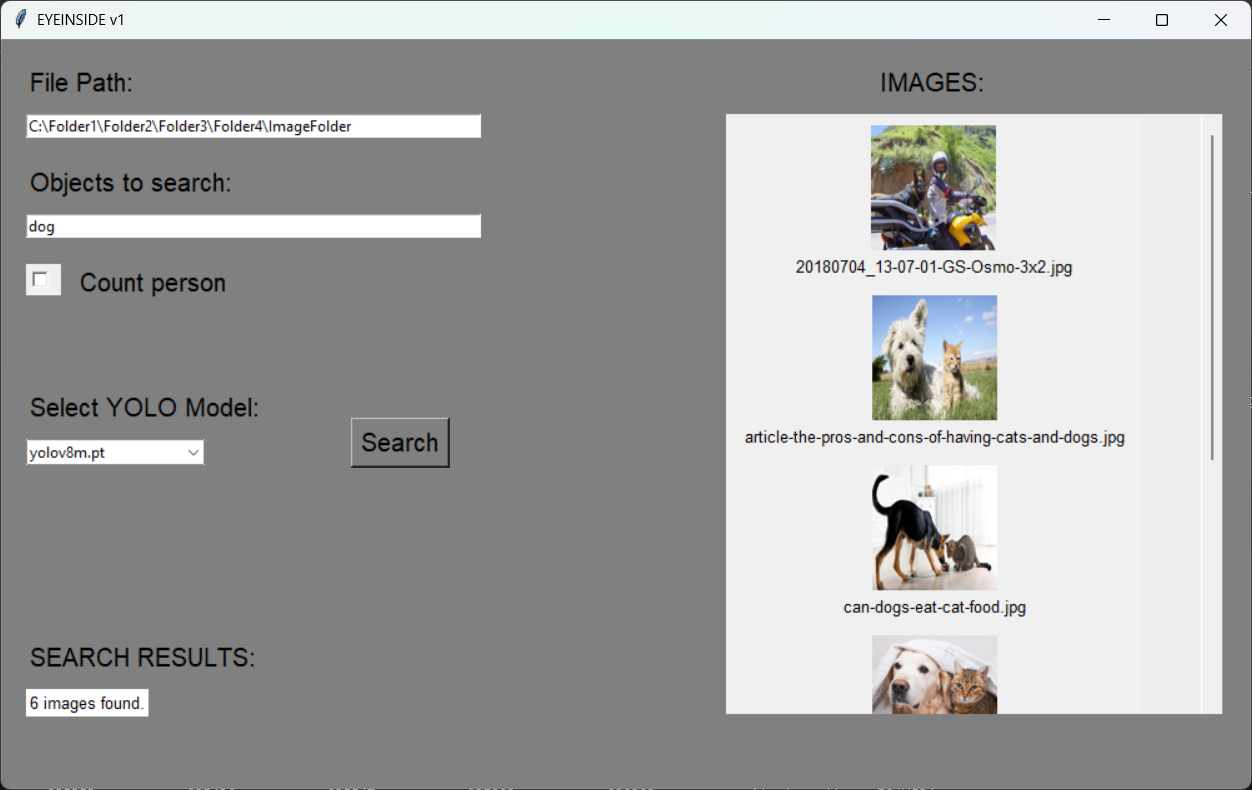 EYEINSIDE v1
File Path:
C:\Folder1\Folder2\Folder3\Folder4\ImageFolder
Objects to search:
dog
Count person
Select YOLO Model:
yolov8m.pt
Search
SEARCH RESULTS:
6 images found.
IMAGES:
20180704_13-07-01-GS-Osmo-3x2.jpg
article-the-pros-and-cons-of-having-cats-and-dogs.jpg
can-dogs-eat-cat-food.jpg